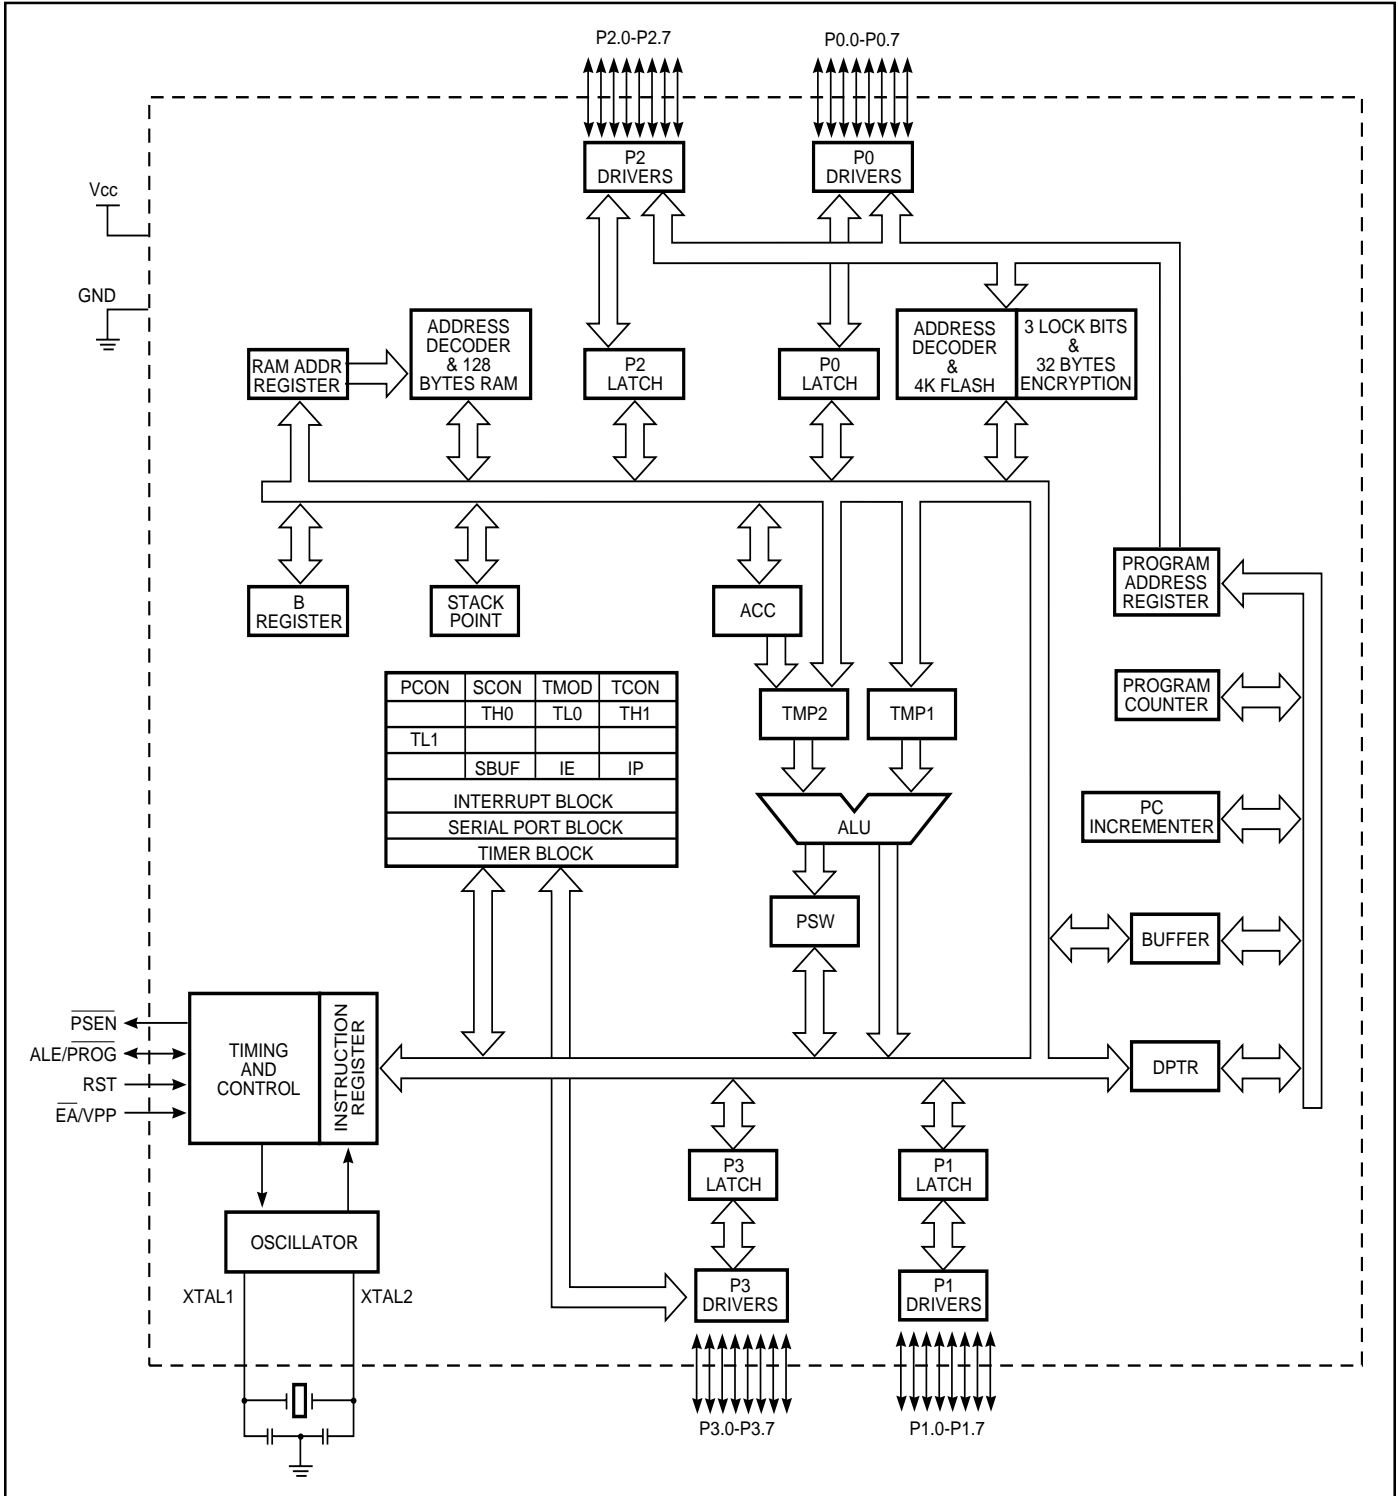 P2.0-P2.7
P0.0-P0.7
P2
DRIVERS
P0
DRIVERS
Vcc
GND
RAM ADDR
REGISTER
ADDRESS
DECODER
& 128
BYTES RAM
P2
LATCH
P0
LATCH
ADDRESS
DECODER
&
4K FLASH
3 LOCK BITS
&
32 BYTES
ENCRYPTION
B
REGISTER
STACK
POINT
ACC
PROGRAM
ADDRESS
REGISTER
PCON SCON TMOD TCON
TH0 TL0 TH1
TL1
SBUF IE IP
INTERRUPT BLOCK
SERIAL PORT BLOCK
TIMER BLOCK
TMP2
TMP1
PROGRAM
COUNTER
ALU
PC
INCREMENTER
PSW
BUFFER
PSEN
ALE/PROG
RST
EA/VPP
TIMING
AND
CONTROL
INSTRUCTION
REGISTER
DPTR
P3
LATCH
P1
LATCH
OSCILLATOR
XTAL1
XTAL2
P3
DRIVERS
P1
DRIVERS
P3.0-P3.7
P1.0-P1.7